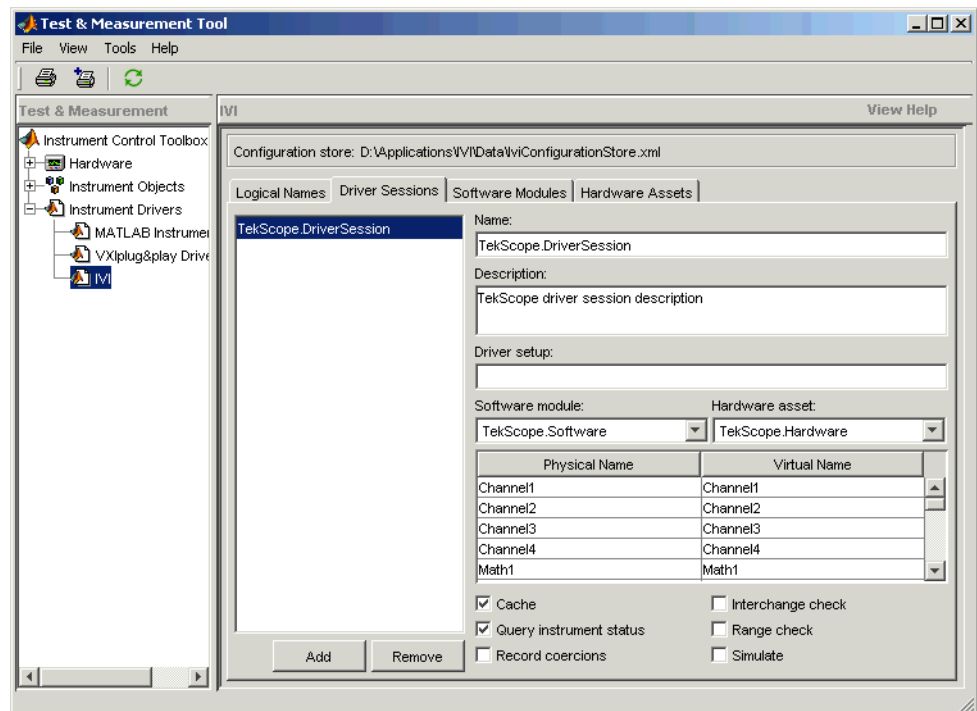 Test & Measurement Tool
File View Tools Help
Test & Measurement
IVI
View Help
Instrument Control Toolbox
Hardware
Instrument Objects
Instrument Drivers
MATLAB Instrumer
VXIplug&play Drive
IVI
Configuration store: D:\Applications\IVI\Data\IviConfigurationStore.xml
Logical Names Driver Sessions Software Modules Hardware Assets
TekScope.DriverSession
Add Remove
Name:
TekScope.DriverSession
Description:
TekScope driver session description
Driver setup:
Software module: Hardware asset:
TekScope.Software TekScope.Hardware
Physical Name Virtual Name
Channel1 Channel1
Channel2 Channel2
Channel3 Channel3
Channel4 Channel4
Math1 Math1
Cache Interchange check
Query instrument status Range check
Record coercions Simulate